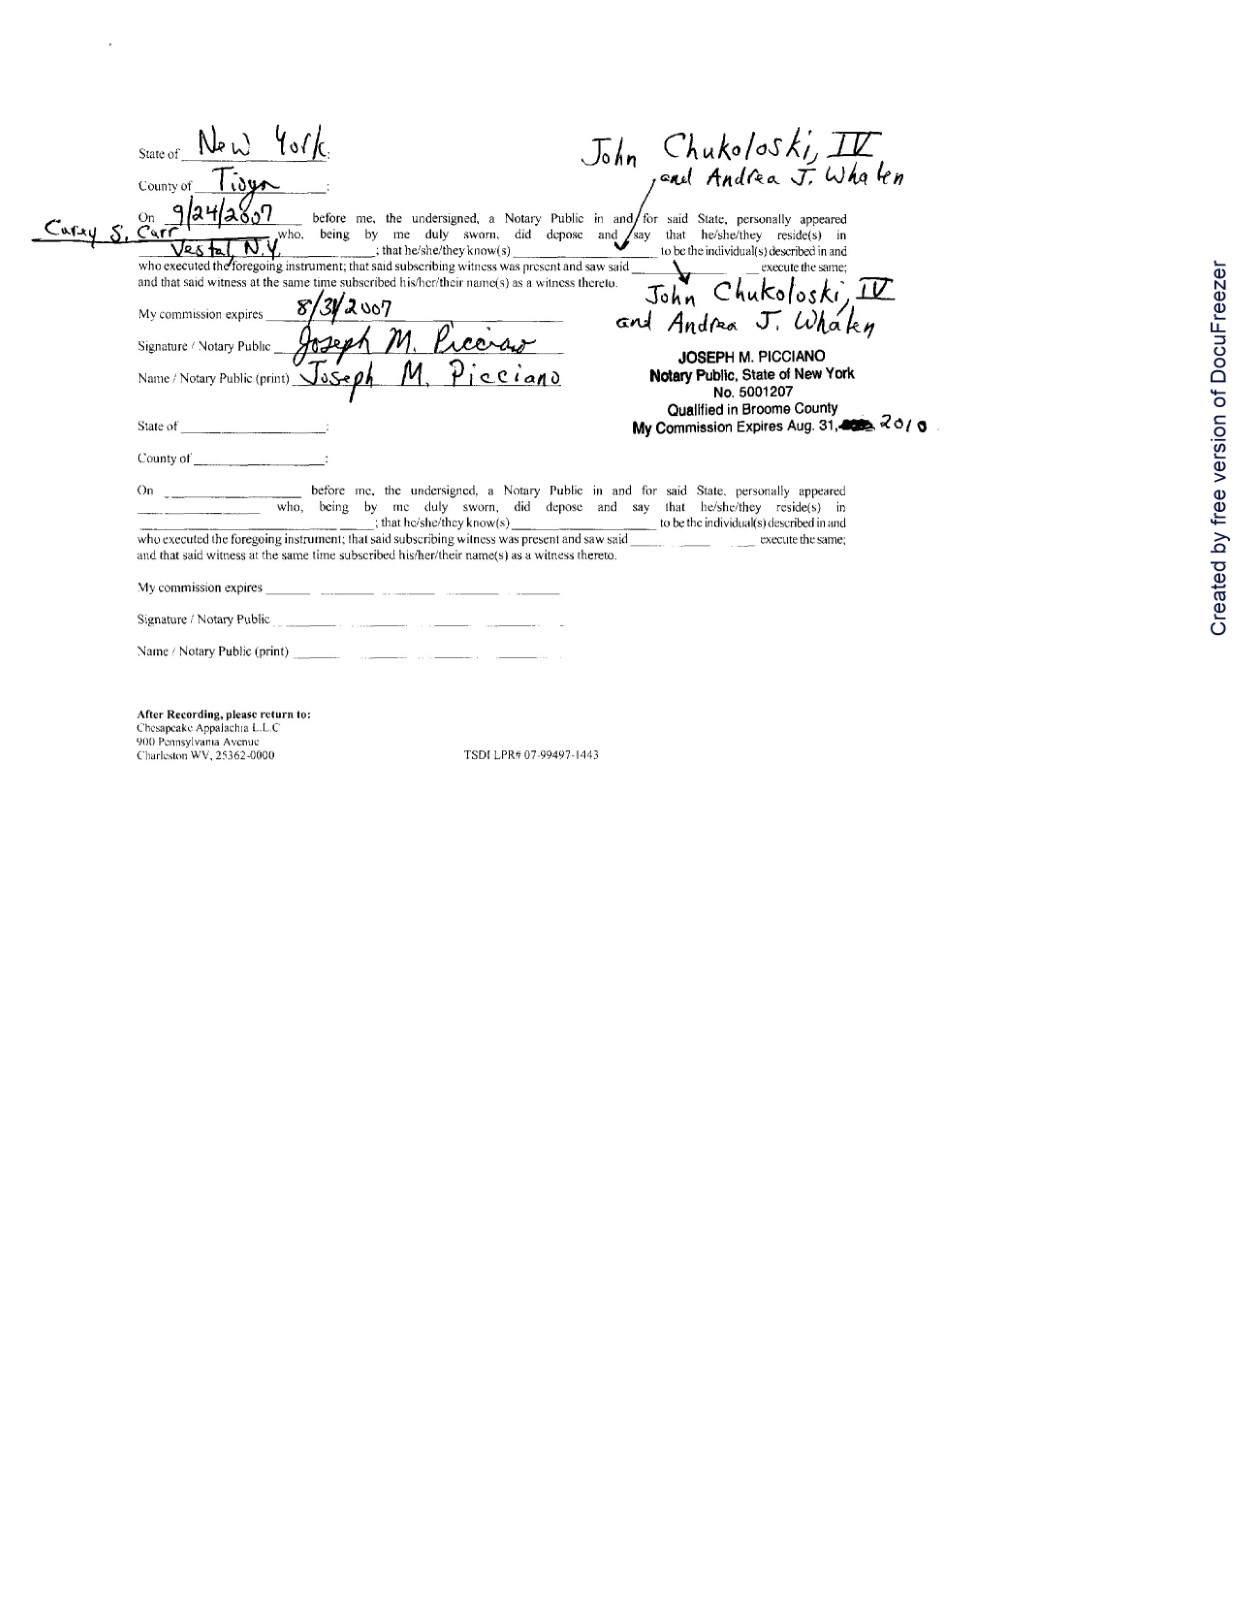 State of New York:
John Chukoloski, IV
and Andrea J. Whalen
County of Tioga :
On 9/24/2007 before me, the undersigned, a Notary Public in and for said State, personally appeared
Carey S. Carr who, being by me duly sworn, did depose and say that he/she/they reside(s) in
Vestal, N.Y. ; that he/she/they know(s) to be the individual(s) described in and
who executed the foregoing instrument; that said subscribing witness was present and saw said execute the same;
and that said witness at the same time subscribed his/her/their name(s) as a witness thereto.
John Chukoloski, IV
and Andrea J. Whalen
My commission expires 8/31/2007
Signature / Notary Public Joseph M. Picciano
Name / Notary Public (print) Joseph M. Picciano
JOSEPH M. PICCIANO
Notary Public, State of New York
No. 5001207
Qualified in Broome County
My Commission Expires Aug. 31, 2010
State of :
County of :
On before me, the undersigned, a Notary Public in and for said State, personally appeared
who, being by me duly sworn, did depose and say that he/she/they reside(s) in
; that he/she/they know(s) to be the individual(s) described in and
who executed the foregoing instrument; that said subscribing witness was present and saw said execute the same;
and that said witness at the same time subscribed his/her/their name(s) as a witness thereto.
My commission expires
Signature / Notary Public
Name / Notary Public (print)
After Recording, please return to:
Chesapeake Appalachia L.L.C
900 Pennsylvania Avenue
Charleston WV, 25362-0000
TSDI LPR# 07-99497-1443
Created by free version of DocuFreezer